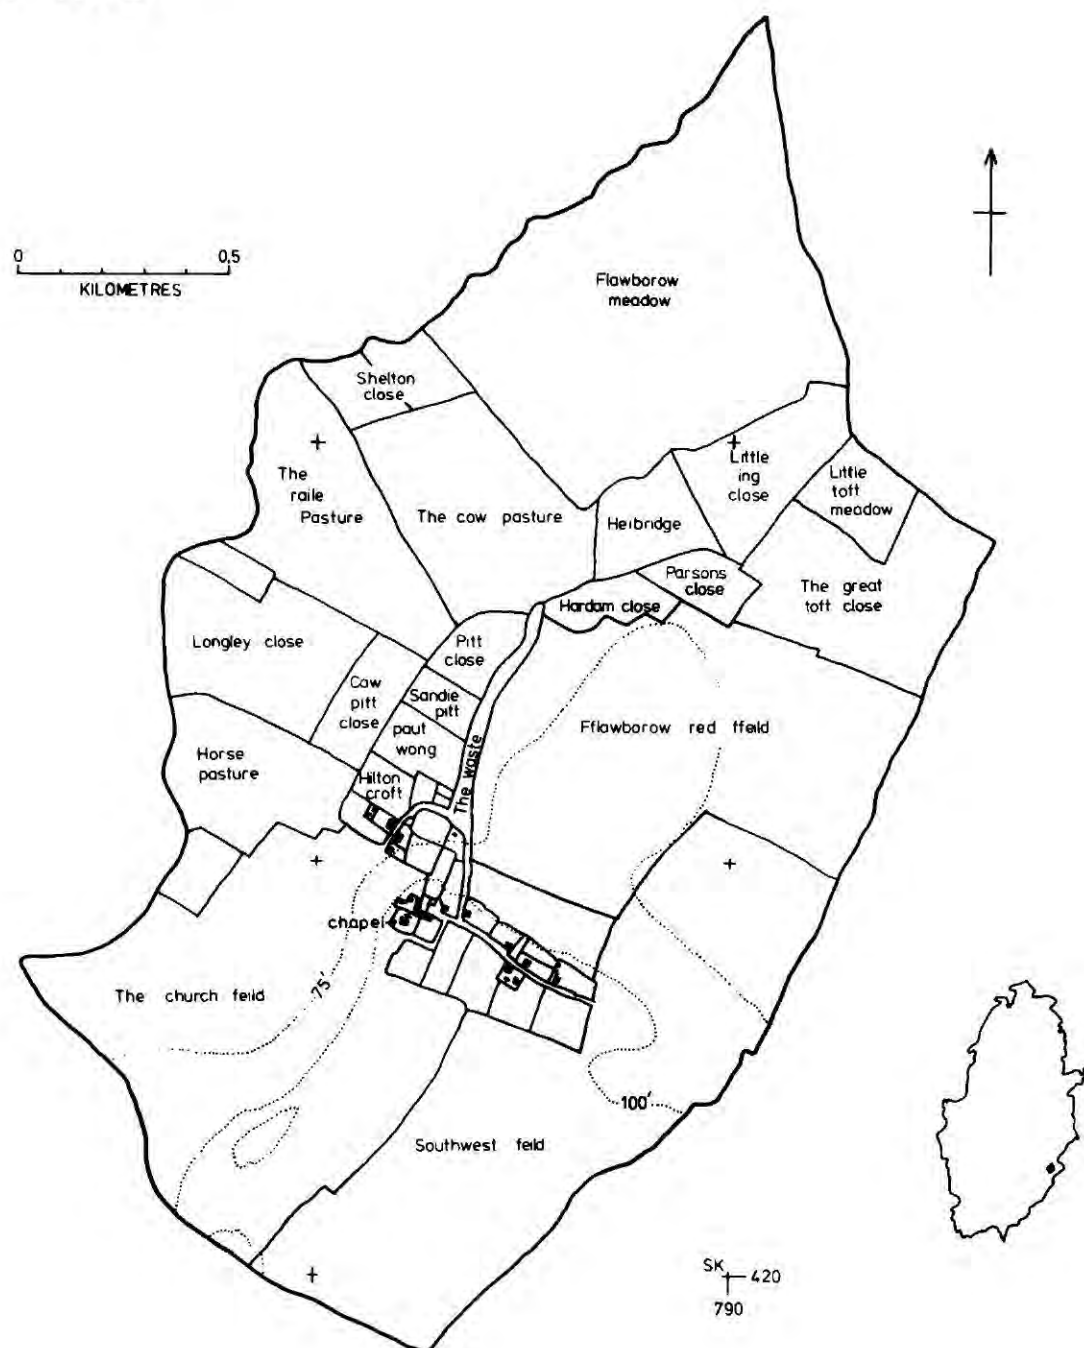 0 0.5
KILOMETRES
Flawborow
meadow
Shelton
close
The
raile
Pasture
The cow pasture
Herbridge
Little
ing
close
Little
toft
meadow
Parsons
close
The great
toft close
Hardam close
Longley close
Pitt
close
Caw
pitt
close
Sandie
pitt
paut
wong
Fflawborow red ffeild
Horse
pasture
Hilton
croft
The waste
chapel
The church feild
75'
100'
Southwest feild
SK 420
790